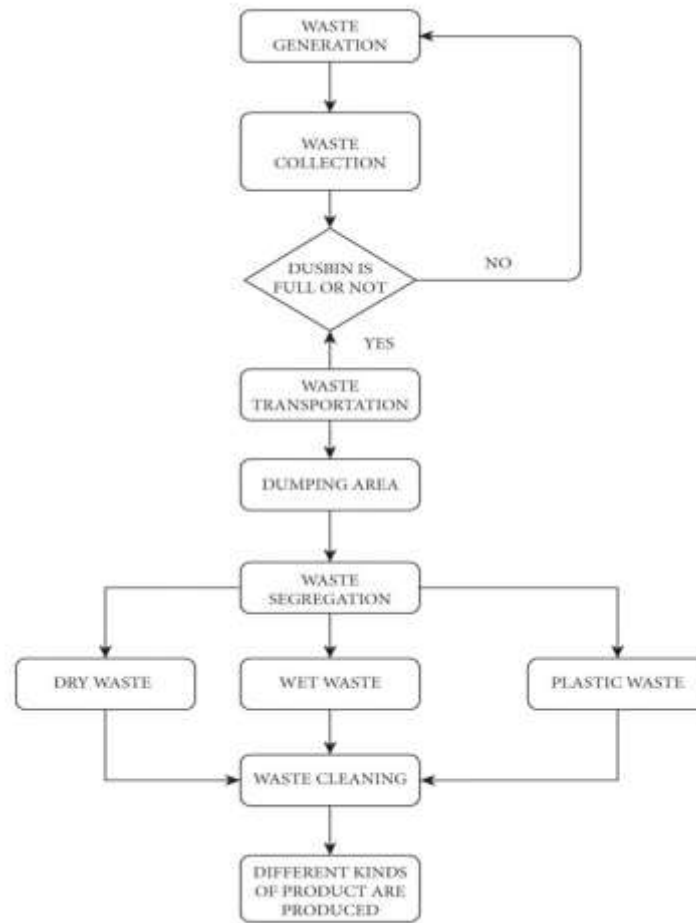 WASTE
GENERATION
WASTE
COLLECTION
DUSBIN IS
FULL OR NOT
NO
YES
WASTE
TRANSPORTATION
DUMPING AREA
WASTE
SEGREGATION
DRY WASTE
WET WASTE
PLASTIC WASTE
WASTE CLEANING
DIFFERENT KINDS
OF PRODUCT ARE
PRODUCED